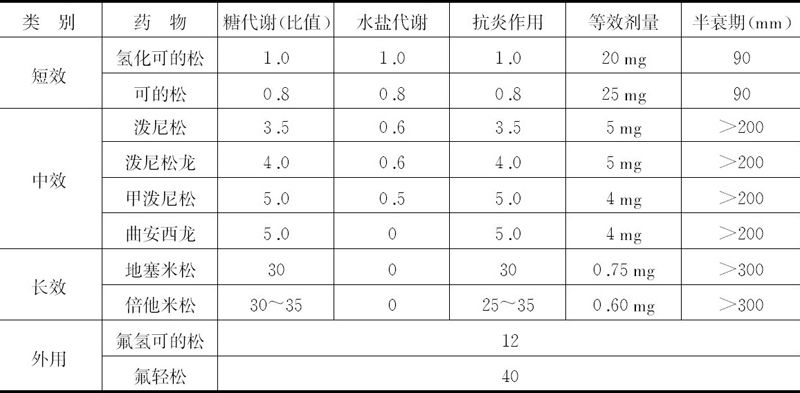 类 别 药 物 糖代谢(比值) 水盐代谢 抗炎作用 等效剂量 半衰期(mm)
短效 氢化可的松 1.0 1.0 1.0 20 mg 90
可的松 0.8 0.8 0.8 25 mg 90
中效 泼尼松 3.5 0.6 3.5 5 mg >200
泼尼松龙 4.0 0.6 4.0 5 mg >200
甲泼尼松 5.0 0.5 5.0 4 mg >200
曲安西龙 5.0 0 5.0 4 mg >200
长效 地塞米松 30 0 30 0.75 mg >300
倍他米松 30~35 0 25~35 0.60 mg >300
外用 氟氢可的松 12
氟轻松 40